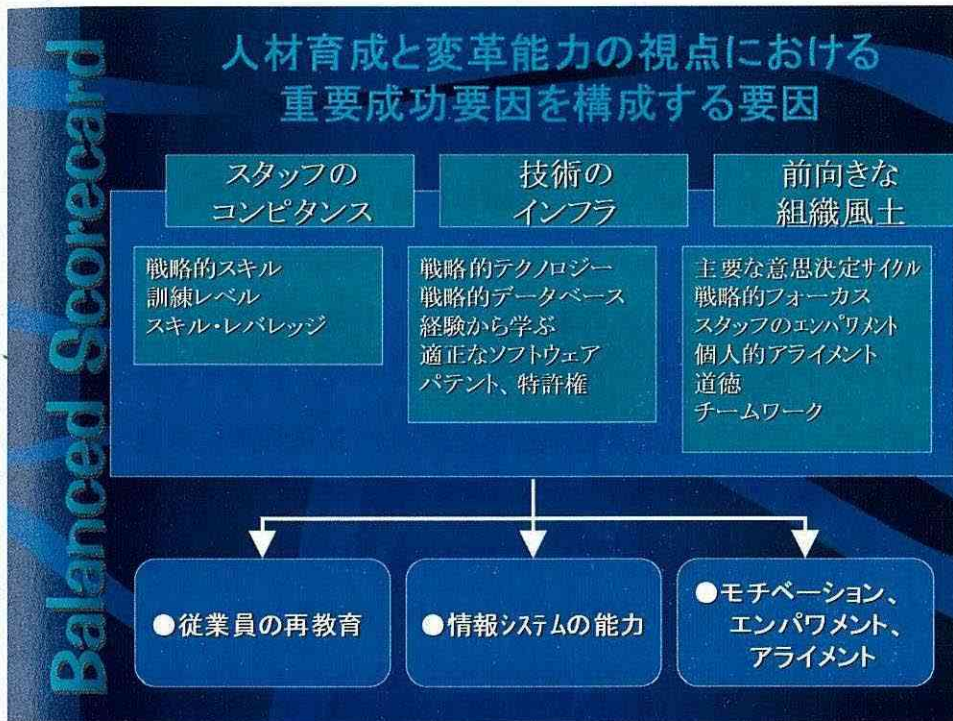 Balanced Scorecard
人材育成と変革能力の視点における
重要成功要因を構成する要因
スタッフの
コンピタンス
戦略的スキル
訓練レベル
スキル・レバレッジ
技術の
インフラ
戦略的テクノロジー
戦略的データベース
経験から学ぶ
適正なソフトウェア
パテント、特許権
前向きな
組織風土
主要な意思決定サイクル
戦略的フォーカス
スタッフのエンパワメント
個人的アライメント
道徳
チームワーク
●従業員の再教育
●情報システムの能力
●モチベーション、
エンパワメント、
アライメント